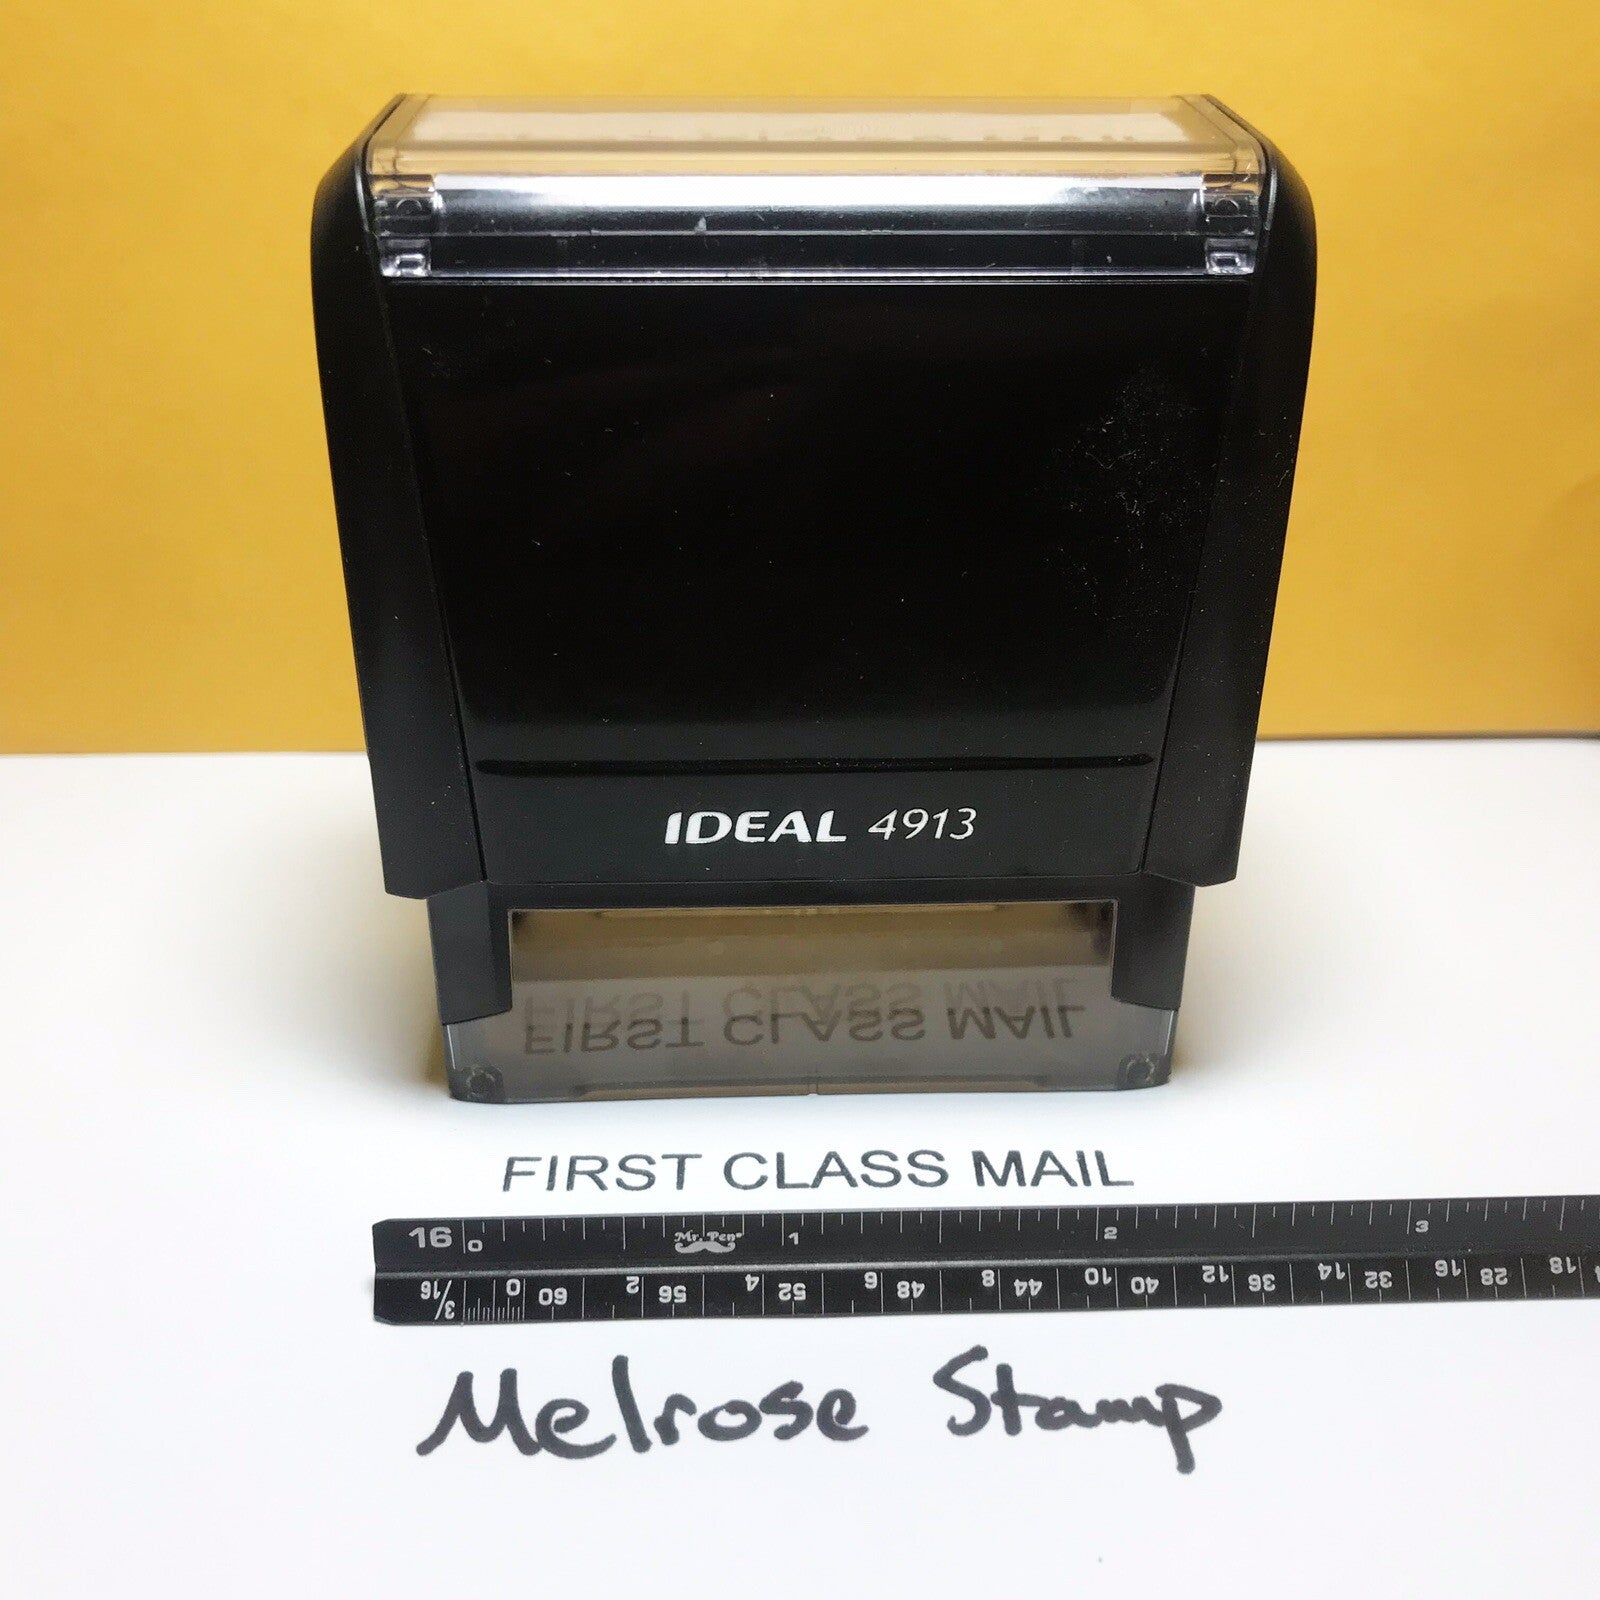 IDEAL 4913
FIRST CLASS MAIL
FIRST CLASS MAIL
16 0 Mr. Pen® 1 2 3
3/16 0 60 2 56 4 52 6 48 8 44 10 40 12 36 14 32 16 28 18
Melrose Stamp